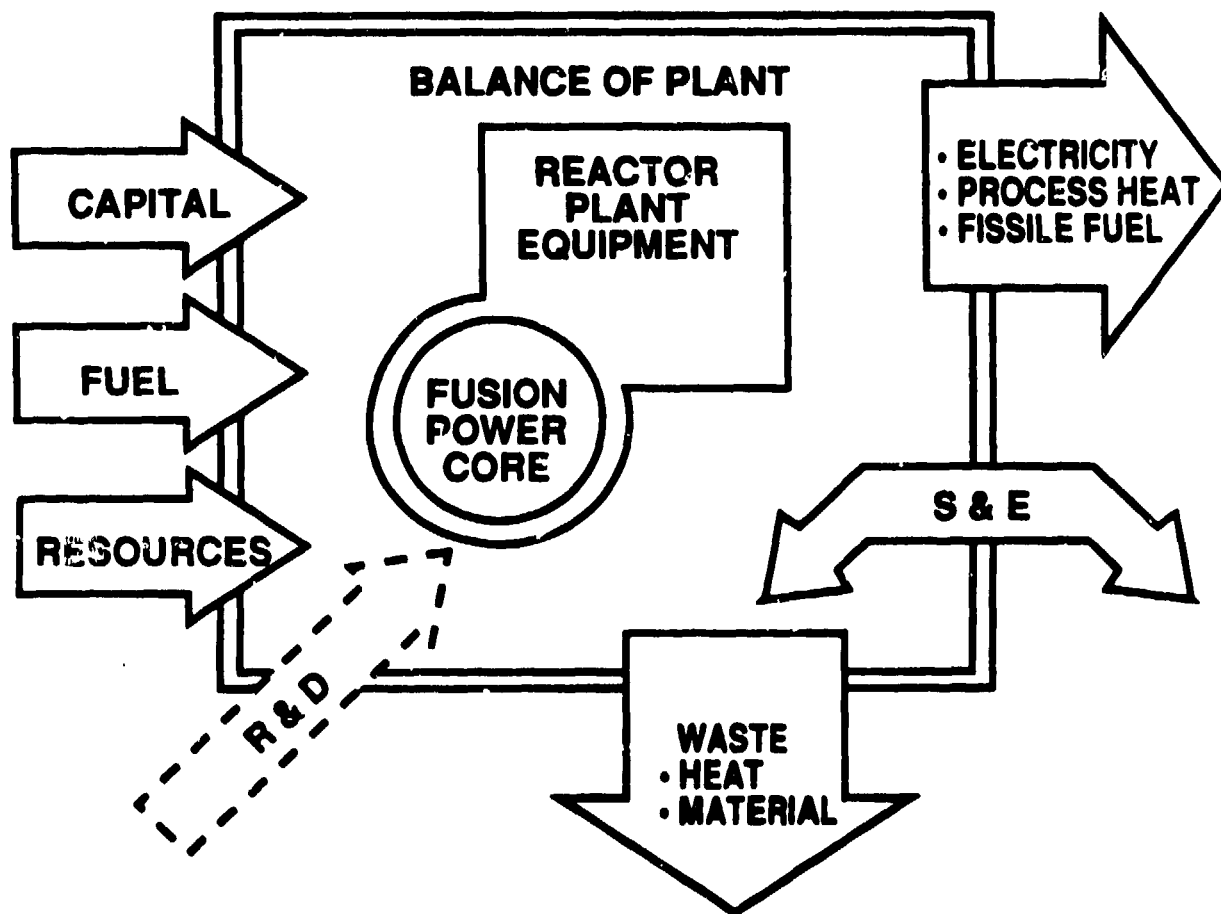 BALANCE OF PLANT
REACTOR
PLANT
EQUIPMENT
FUSION
POWER
CORE
CAPITAL
FUEL
RESOURCES
R & D
• ELECTRICITY
• PROCESS HEAT
• FISSILE FUEL
S & E
WASTE
• HEAT
• MATERIAL